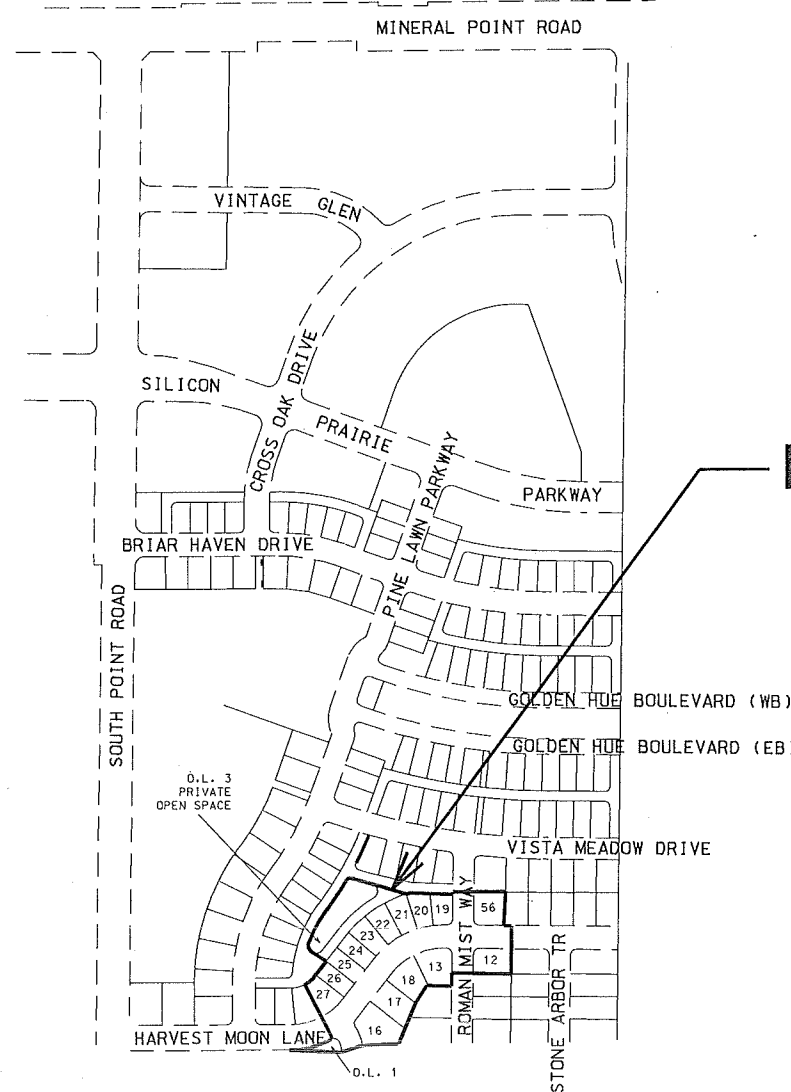 MINERAL POINT ROAD
VINTAGE GLEN
CROSS OAK DRIVE
SILICON
PRAIRIE
PARKWAY
PINE LAWN PARKWAY
BRIAR HAVEN DRIVE
SOUTH POINT ROAD
GOLDEN HUE BOULEVARD (WB)
GOLDEN HUE BOULEVARD (EB
O.L. 3
PRIVATE
OPEN SPACE
VISTA MEADOW DRIVE
ROMAN MIST WAY
56
19
20
21
22
23
24
25
26
27
13
12
18
17
16
STONE ARBOR TR
HARVEST MOON LANE
O.L. 1